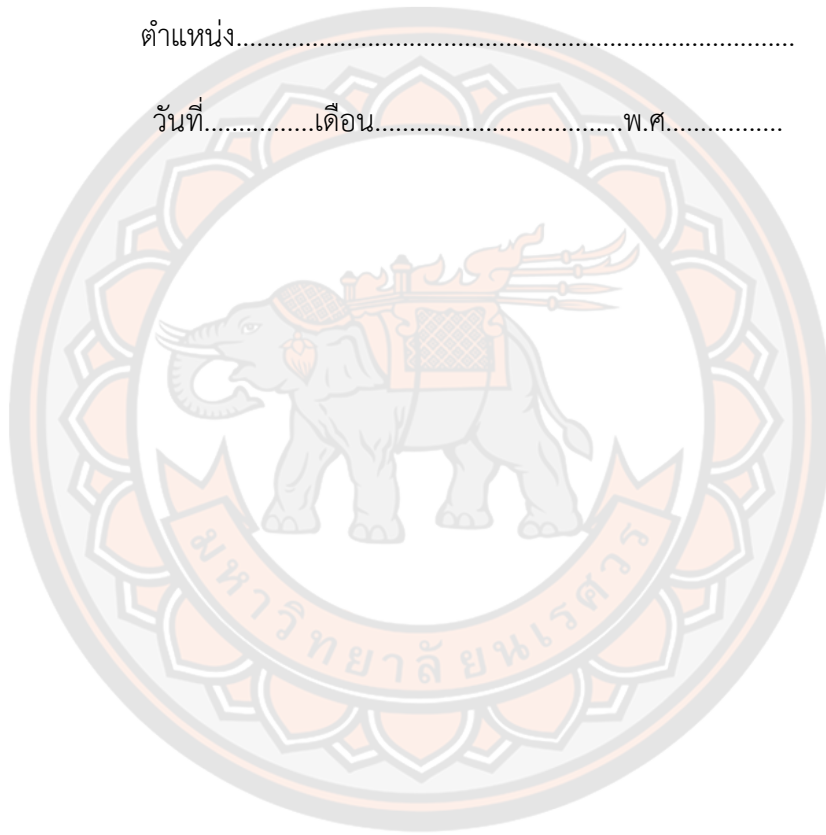 ตำแหน่ง.................................................................................
วันที่................เดือน....................................พ.ศ.................
มหาวิทยาลัยนเรศวร